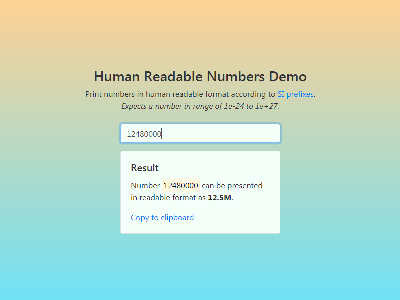 Human Readable Numbers Demo
Print numbers in human readable format according to SI prefixes.
Expects a number in range of 1e-24 to 1e+27.
12480000
Result
Number 12480000 can be presented
in readable format as 12.5M.
Copy to clipboard